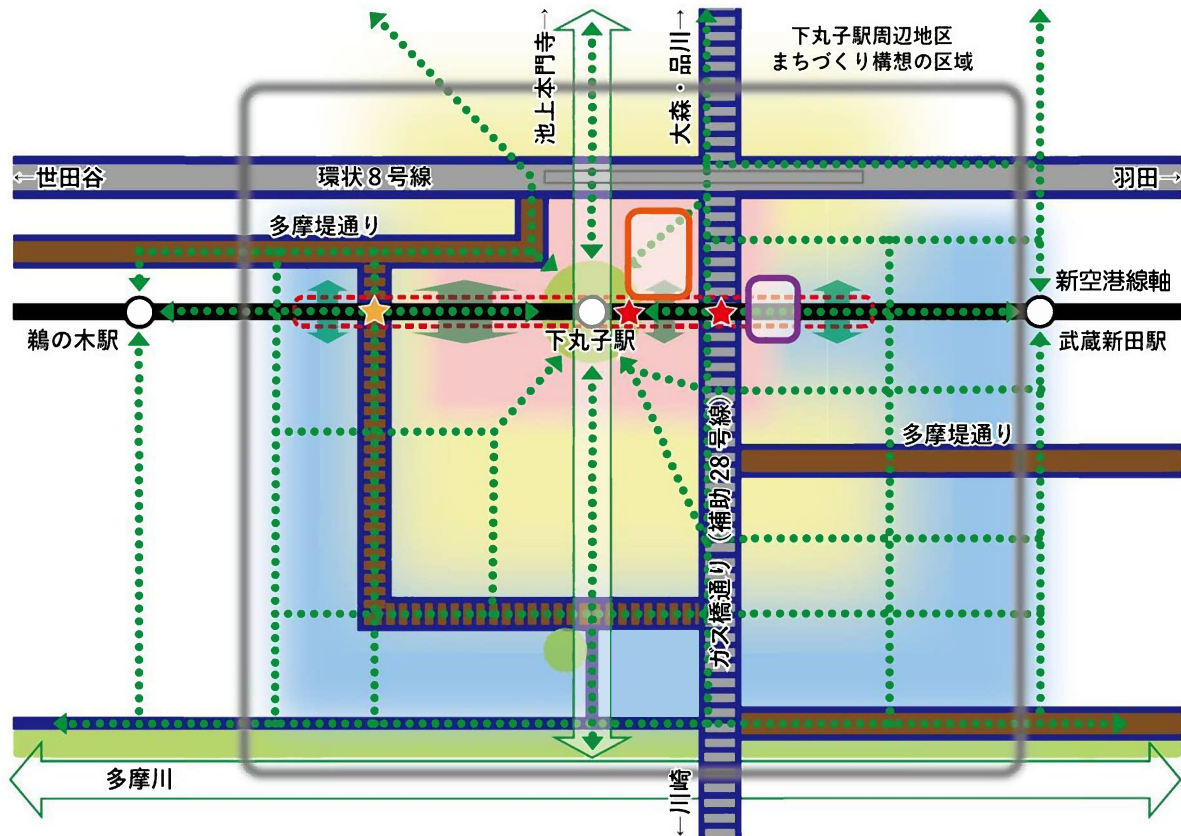 池上本門寺→
大森・品川→
下丸子駅周辺地区
まちづくり構想の区域
←世田谷
環状８号線
羽田→
多摩堤通り
新空港線軸
鵜の木駅
下丸子駅
武蔵新田駅
多摩堤通り
ガス橋通り（補助28号線）
多摩川
←川崎